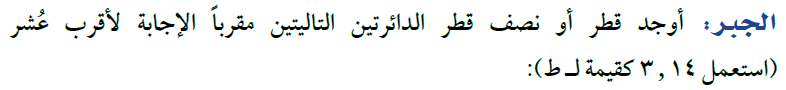 الجبر: أوجد قطر أو نصف قطر الدائرتين التاليتين مقرباً الإجابة لأقرب عُشر
(استعمل ٣,١٤ كقيمة لـ ط):